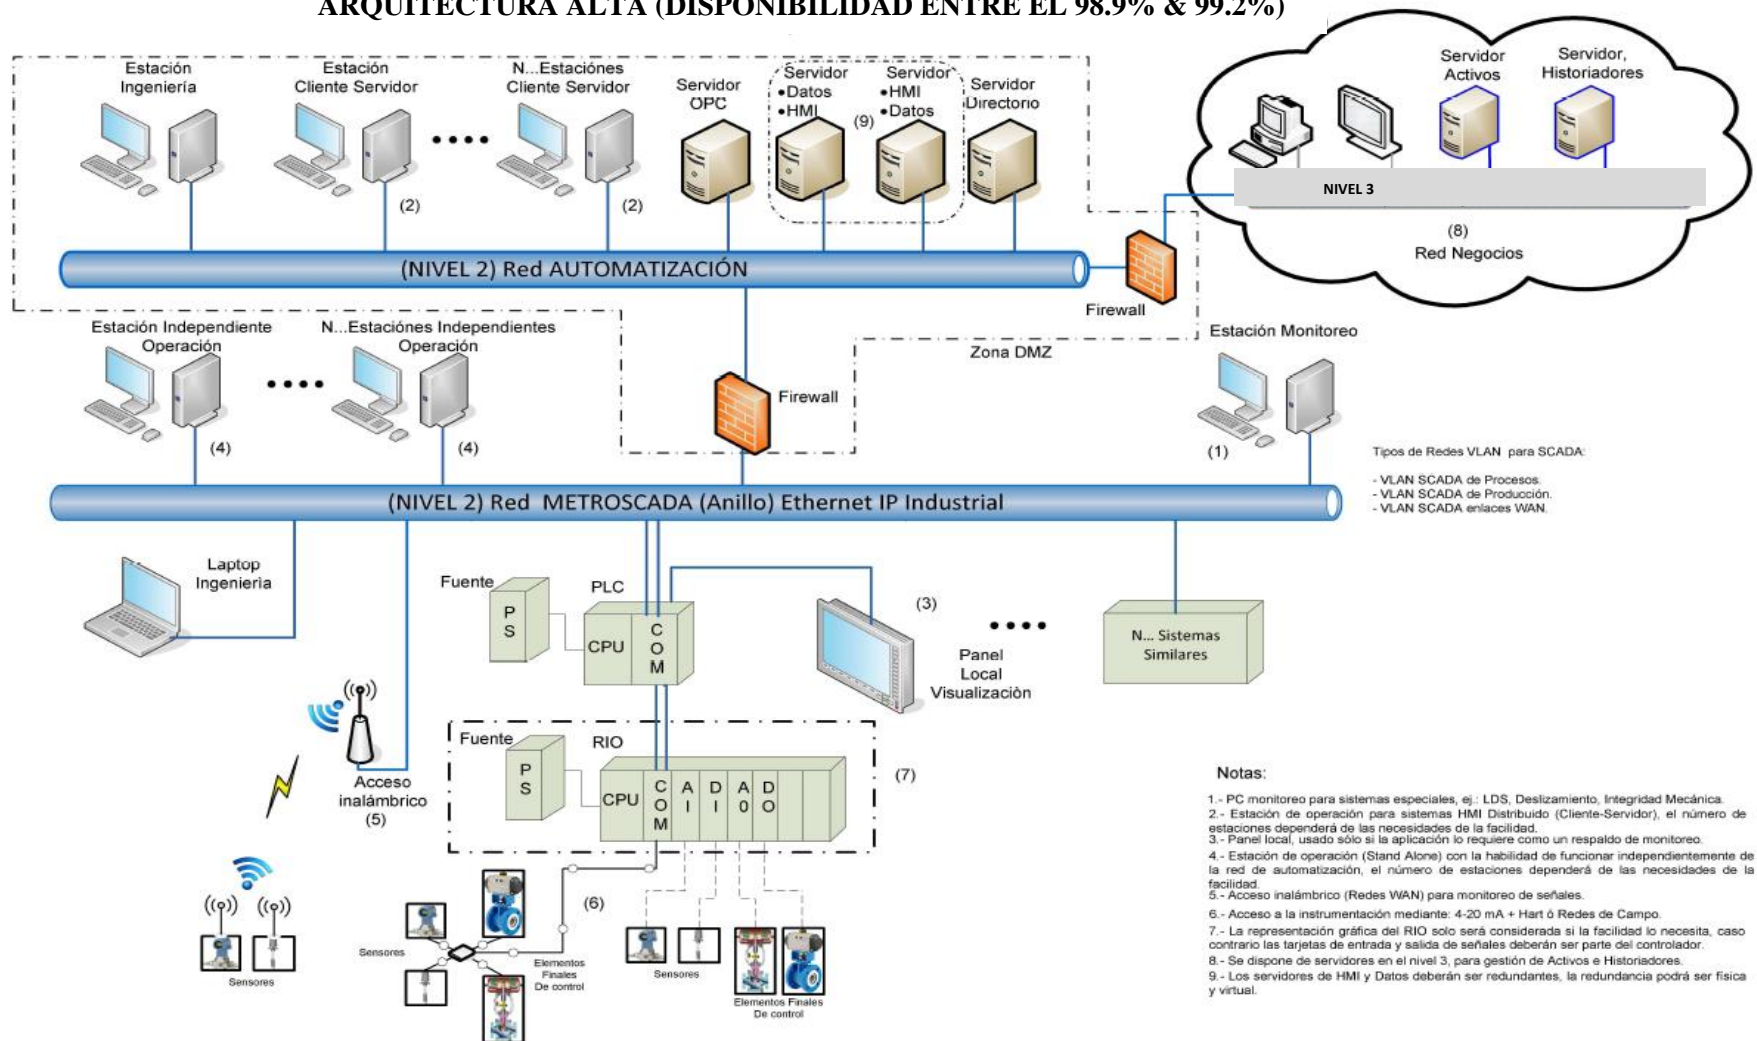 ARQUITECTURA ALTA (DISPONIBILIDAD ENTRE EL 98.9% & 99.2%)
Estación
Ingeniería
Estación
Cliente Servidor
N...Estaciónes
Cliente Servidor
Servidor
OPC
Servidor
•Datos
•HMI
(9)
Servidor
•HMI
•Datos
Servidor
Directorio
Servidor
Activos
Servidor,
Historiadores
(2)
(2)
NIVEL 3
(8)
Red Negocios
(NIVEL 2) Red AUTOMATIZACIÓN
Firewall
Estación Independiente
Operación
N...Estaciónes Independientes
Operación
Zona DMZ
Estación Monitoreo
Firewall
(4)
(4)
(1)
Tipos de Redes VLAN para SCADA:
- VLAN SCADA de Procesos.
- VLAN SCADA de Producción.
- VLAN SCADA enlaces WAN.
(NIVEL 2) Red METROSCADA (Anillo) Ethernet IP Industrial
Laptop
Ingenieria
Fuente
P
S
PLC
CPU
C
O
M
(3)
Panel
Local
Visualizaciòn
N... Sistemas
Similares
Acceso
inalámbrico
(5)
Fuente
P
S
RIO
CPU
C
O
M
A
I
D
I
A
0
D
O
(7)
(6)
Sensores
Sensores
Elementos
Finales
De control
Sensores
Elementos Finales
De control
Notas:
1.- PC monitoreo para sistemas especiales, ej.: LDS, Deslizamiento, Integridad Mecánica.
2.- Estación de operación para sistemas HMI Distribuido (Cliente-Servidor), el número de
estaciones dependerá de las necesidades de la facilidad.
3.- Panel local, usado sólo si la aplicación lo requiere como un respaldo de monitoreo.
4.- Estación de operación (Stand Alone) con la habilidad de funcionar independientemente de
la red de automatización, el número de estaciones dependerá de las necesidades de la
facilidad.
5.- Acceso inalámbrico (Redes WAN) para monitoreo de señales.
6.- Acceso a la instrumentación mediante: 4-20 mA + Hart ó Redes de Campo.
7.- La representación gráfica del RIO solo será considerada si la facilidad lo necesita, caso
contrario las tarjetas de entrada y salida de señales deberán ser parte del controlador.
8.- Se dispone de servidores en el nivel 3, para gestión de Activos e Historiadores.
9.- Los servidores de HMI y Datos deberán ser redundantes, la redundancia podrá ser física
y virtual.